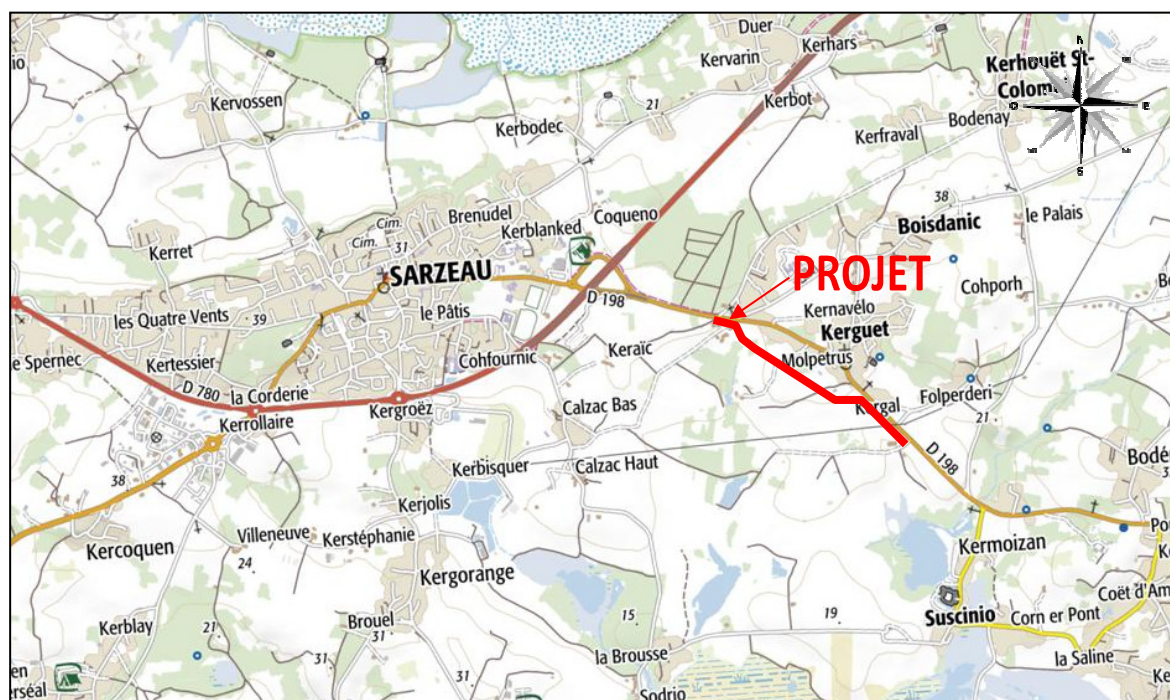 Duer
Kerhars
Kervarin
Kerhouët St-
Colom
io
Kervossen
21
Kerbot
Bodenay
Kerbodec
Kerfraval
N
O
E
S
38
Cim.
Brenudel
Coqueno
Boisdanic
le Palais
Cim.
31
Kerblanked
Kerret
SARZEAU
PROJET
Cohporh
D 198
Kernavélo
les Quatre Vents
39
le Pâtis
Kerguet
Keraïc
Molpetrus
e Spernec
Kertessier
Cohfournic
D 780
la Corderie
Folperderi
Kergroëz
Calzac Bas
Kergal
21
Kerrollaire
Kerbisquer
Calzac Haut
D 198
Bodé
38
Kerjolis
Villeneuve
Kerstéphanie
Po
Kercoquen
24
Kermoizan
Kergorange
Coët d'Am
15
19
Suscinio
Corn er Pont
Kerblay
21
Brouel
31
la Brousse
la Saline
en
31
31
Ke
erséal
Sodrio